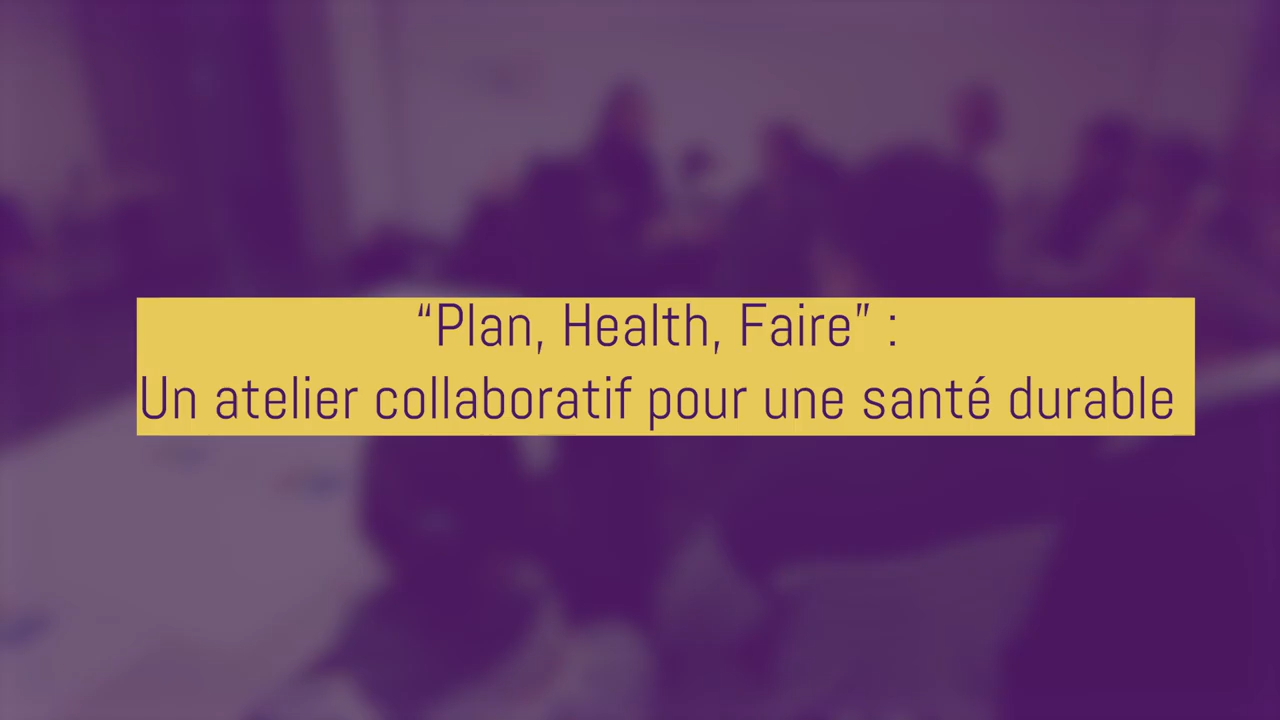 “Plan, Health, Faire” :
Un atelier collaboratif pour une santé durable